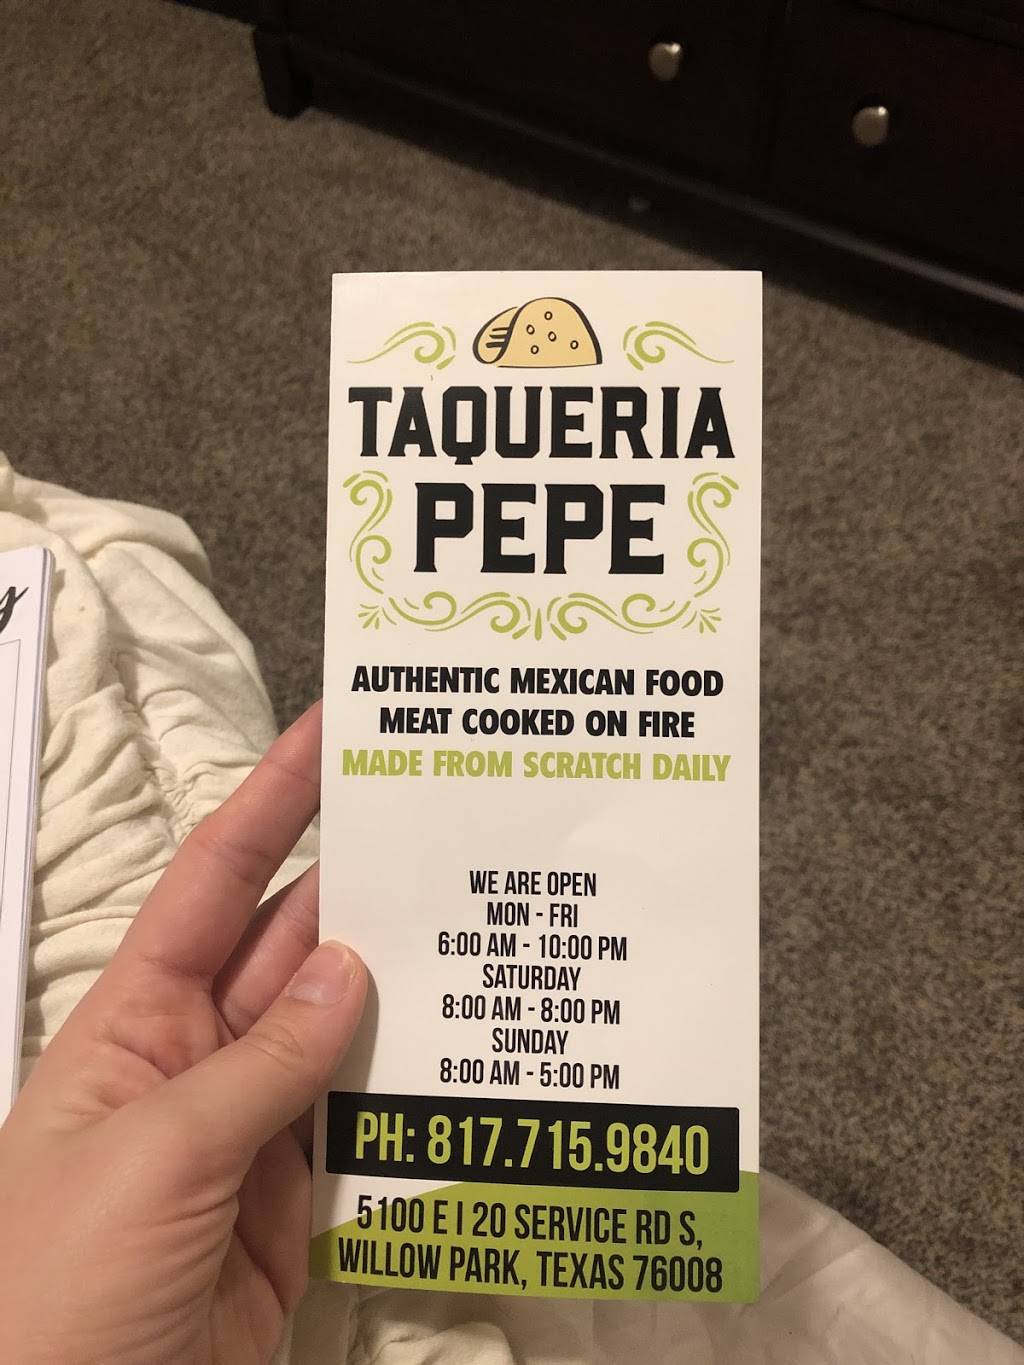 TAQUERIA
PEPE
AUTHENTIC MEXICAN FOOD
MEAT COOKED ON FIRE
MADE FROM SCRATCH DAILY
WE ARE OPEN
MON - FRI
6:00 AM - 10:00 PM
SATURDAY
8:00 AM - 8:00 PM
SUNDAY
8:00 AM - 5:00 PM
PH: 817.715.9840
5100 E I 20 SERVICE RD S,
WILLOW PARK, TEXAS 76008